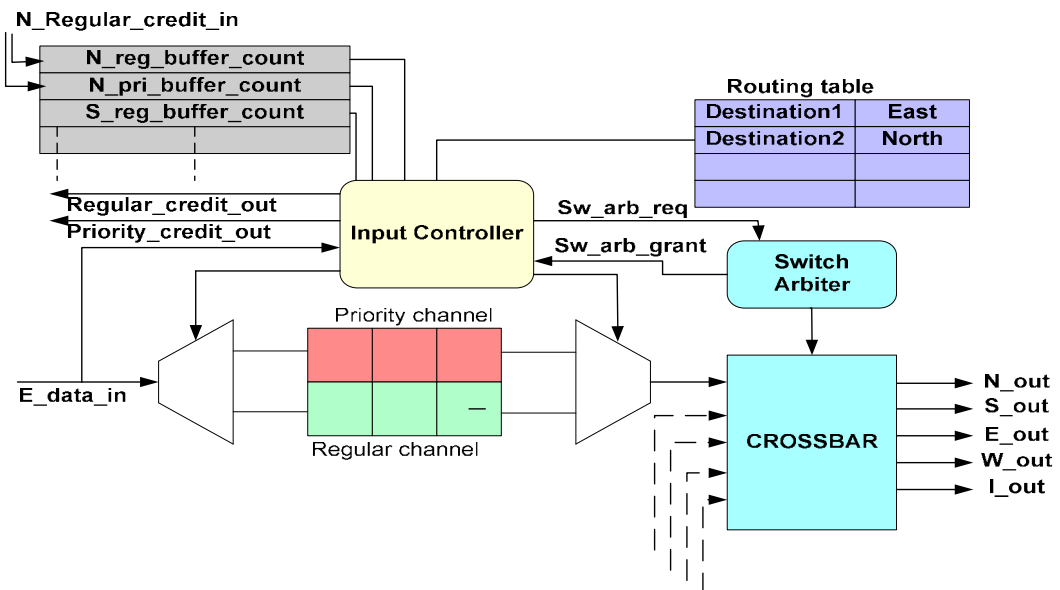 N_Regular_credit_in
N_reg_buffer_count
N_pri_buffer_count
S_reg_buffer_count
Routing table
Destination1 East
Destination2 North
Regular_credit_out
Priority_credit_out
Input Controller
Sw_arb_req
Sw_arb_grant
Switch
Arbiter
Priority channel
E_data_in
Regular channel
CROSSBAR
N_out
S_out
E_out
W_out
I_out